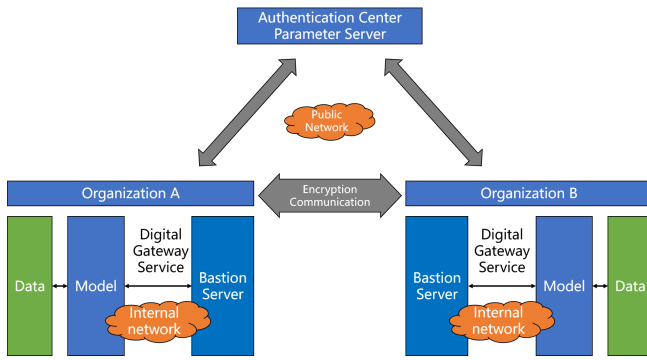 Authentication Center
Parameter Server
Public
Network
Organization A
Encryption
Communication
Organization B
Data
Model
Digital
Gateway
Service
Bastion
Server
Internal
network
Bastion
Server
Digital
Gateway
Service
Model
Data
Internal
network